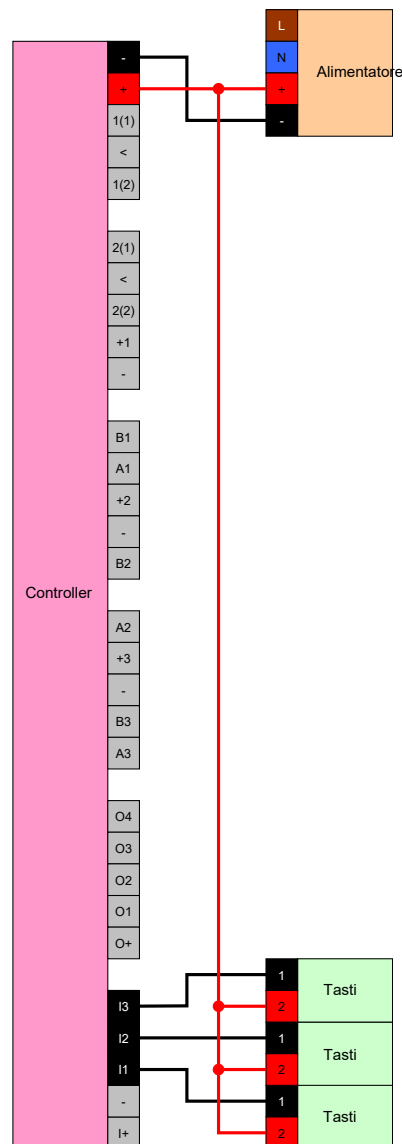 L
N
+
-
Alimentatore
Controller
-
+
1(1)
<
1(2)
2(1)
<
2(2)
+1
-
B1
A1
+2
-
B2
A2
+3
-
B3
A3
O4
O3
O2
O1
O+
I3
I2
I1
-
I+
1
2
Tasti
1
2
Tasti
1
2
Tasti